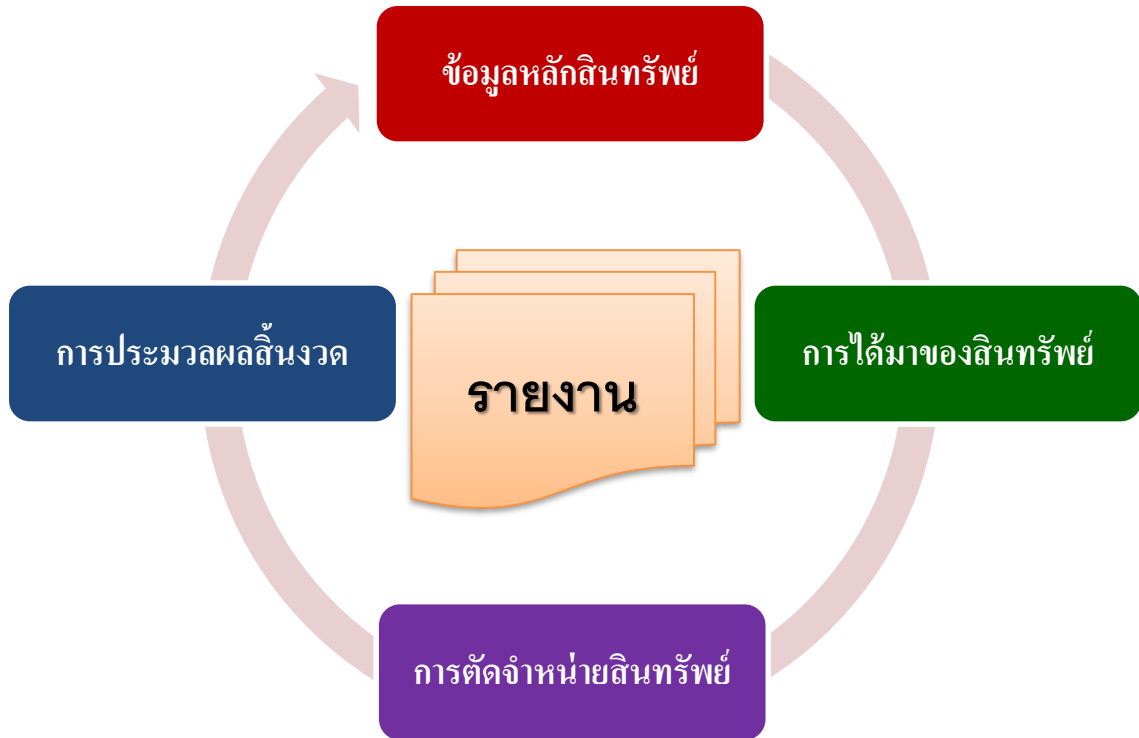 ข้อมูลหลักสินทรัพย์
การประมวลผลสิ้นงวด
รายงาน
การได้มาของสินทรัพย์
การตัดจำหน่ายสินทรัพย์